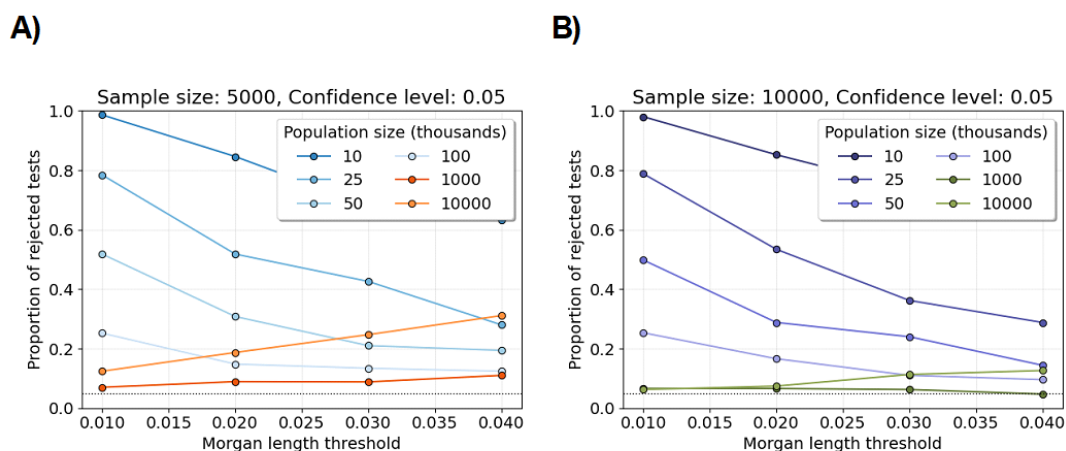 A)
B)
Sample size: 5000, Confidence level: 0.05
Proportion of rejected tests
1.0
0.8
0.6
0.4
0.2
0.0
Population size (thousands)
10 100
25 1000
50 10000
0.010 0.015 0.020 0.025 0.030 0.035 0.040
Morgan length threshold
Sample size: 10000, Confidence level: 0.05
Proportion of rejected tests
1.0
0.8
0.6
0.4
0.2
0.0
Population size (thousands)
10 100
25 1000
50 10000
0.010 0.015 0.020 0.025 0.030 0.035 0.040
Morgan length threshold